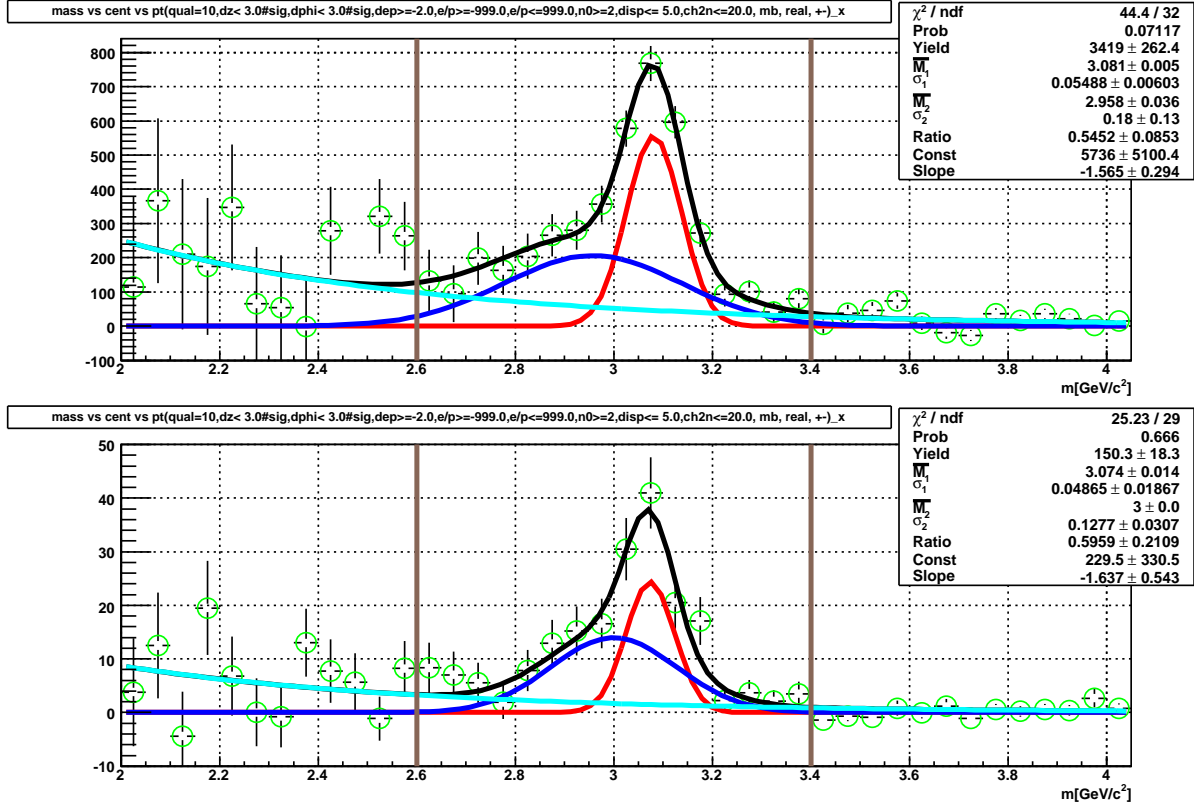 mass vs cent vs pt(qual=10,dz< 3.0#sig,dphi< 3.0#sig,dep>=-2.0,e/p>=-999.0,e/p<=999.0,n0>=2,disp<= 5.0,ch2n<=20.0, mb, real, +-)_x
χ² / ndf 44.4 / 32
Prob 0.07117
Yield 3419 ± 262.4
M̅₁ 3.081 ± 0.005
σ₁ 0.05488 ± 0.00603
M̅₂ 2.958 ± 0.036
σ₂ 0.18 ± 0.13
Ratio 0.5452 ± 0.0853
Const 5736 ± 5100.4
Slope -1.565 ± 0.294
800
700
600
500
400
300
200
100
0
-100
2 2.2 2.4 2.6 2.8 3 3.2 3.4 3.6 3.8 4
m[GeV/c²]
mass vs cent vs pt(qual=10,dz< 3.0#sig,dphi< 3.0#sig,dep>=-2.0,e/p>=-999.0,e/p<=999.0,n0>=2,disp<= 5.0,ch2n<=20.0, mb, real, +-)_x
χ² / ndf 25.23 / 29
Prob 0.666
Yield 150.3 ± 18.3
M̅₁ 3.074 ± 0.014
σ₁ 0.04865 ± 0.01867
M̅₂ 3 ± 0.0
σ₂ 0.1277 ± 0.0307
Ratio 0.5959 ± 0.2109
Const 229.5 ± 330.5
Slope -1.637 ± 0.543
50
40
30
20
10
0
-10
2 2.2 2.4 2.6 2.8 3 3.2 3.4 3.6 3.8 4
m[GeV/c²]